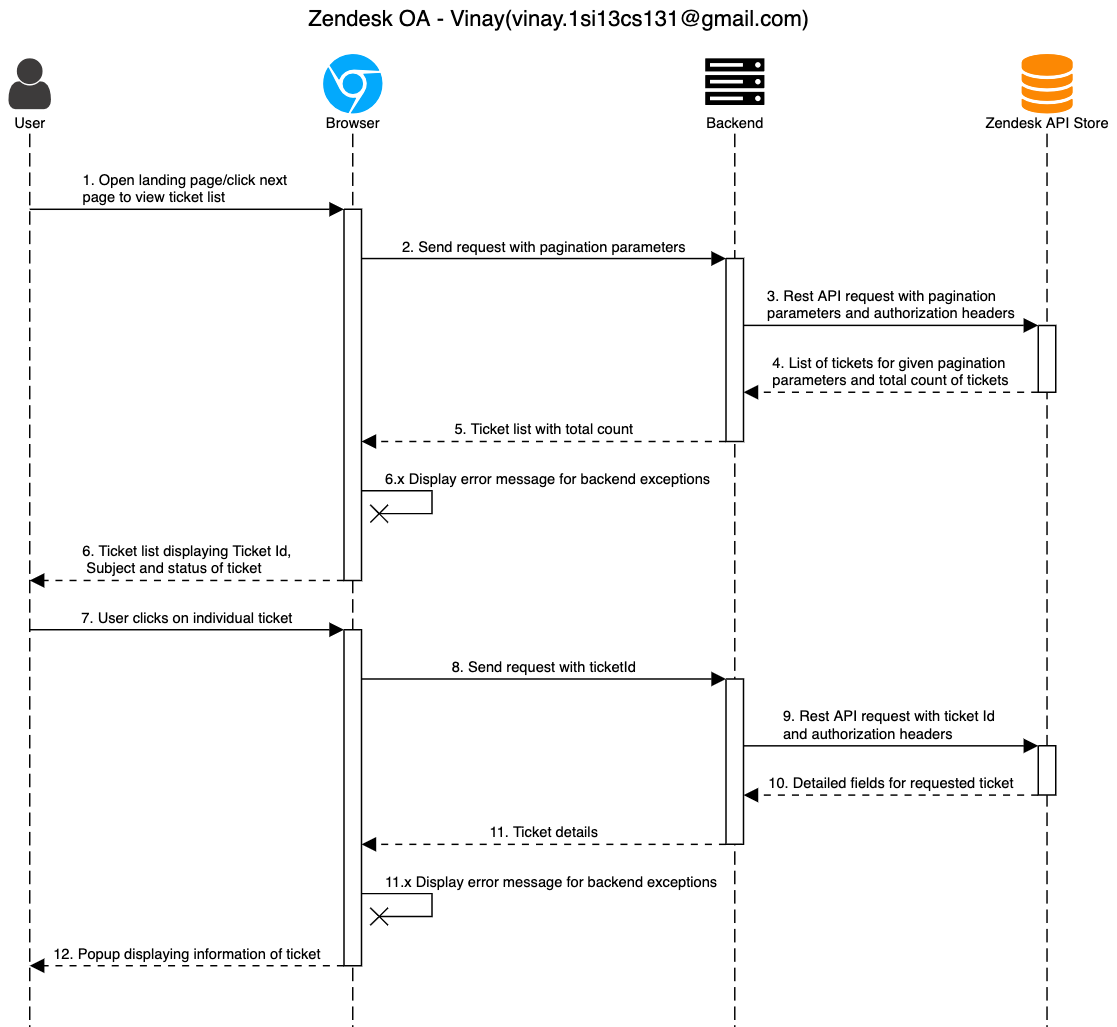 Zendesk OA - Vinay(vinay.1si13cs131@gmail.com)
User
Browser
Backend
Zendesk API Store
1. Open landing page/click next
page to view ticket list
2. Send request with pagination parameters
3. Rest API request with pagination
parameters and authorization headers
4. List of tickets for given pagination
parameters and total count of tickets
5. Ticket list with total count
6.x Display error message for backend exceptions
6. Ticket list displaying Ticket Id,
Subject and status of ticket
7. User clicks on individual ticket
8. Send request with ticketId
9. Rest API request with ticket Id
and authorization headers
10. Detailed fields for requested ticket
11. Ticket details
11.x Display error message for backend exceptions
12. Popup displaying information of ticket